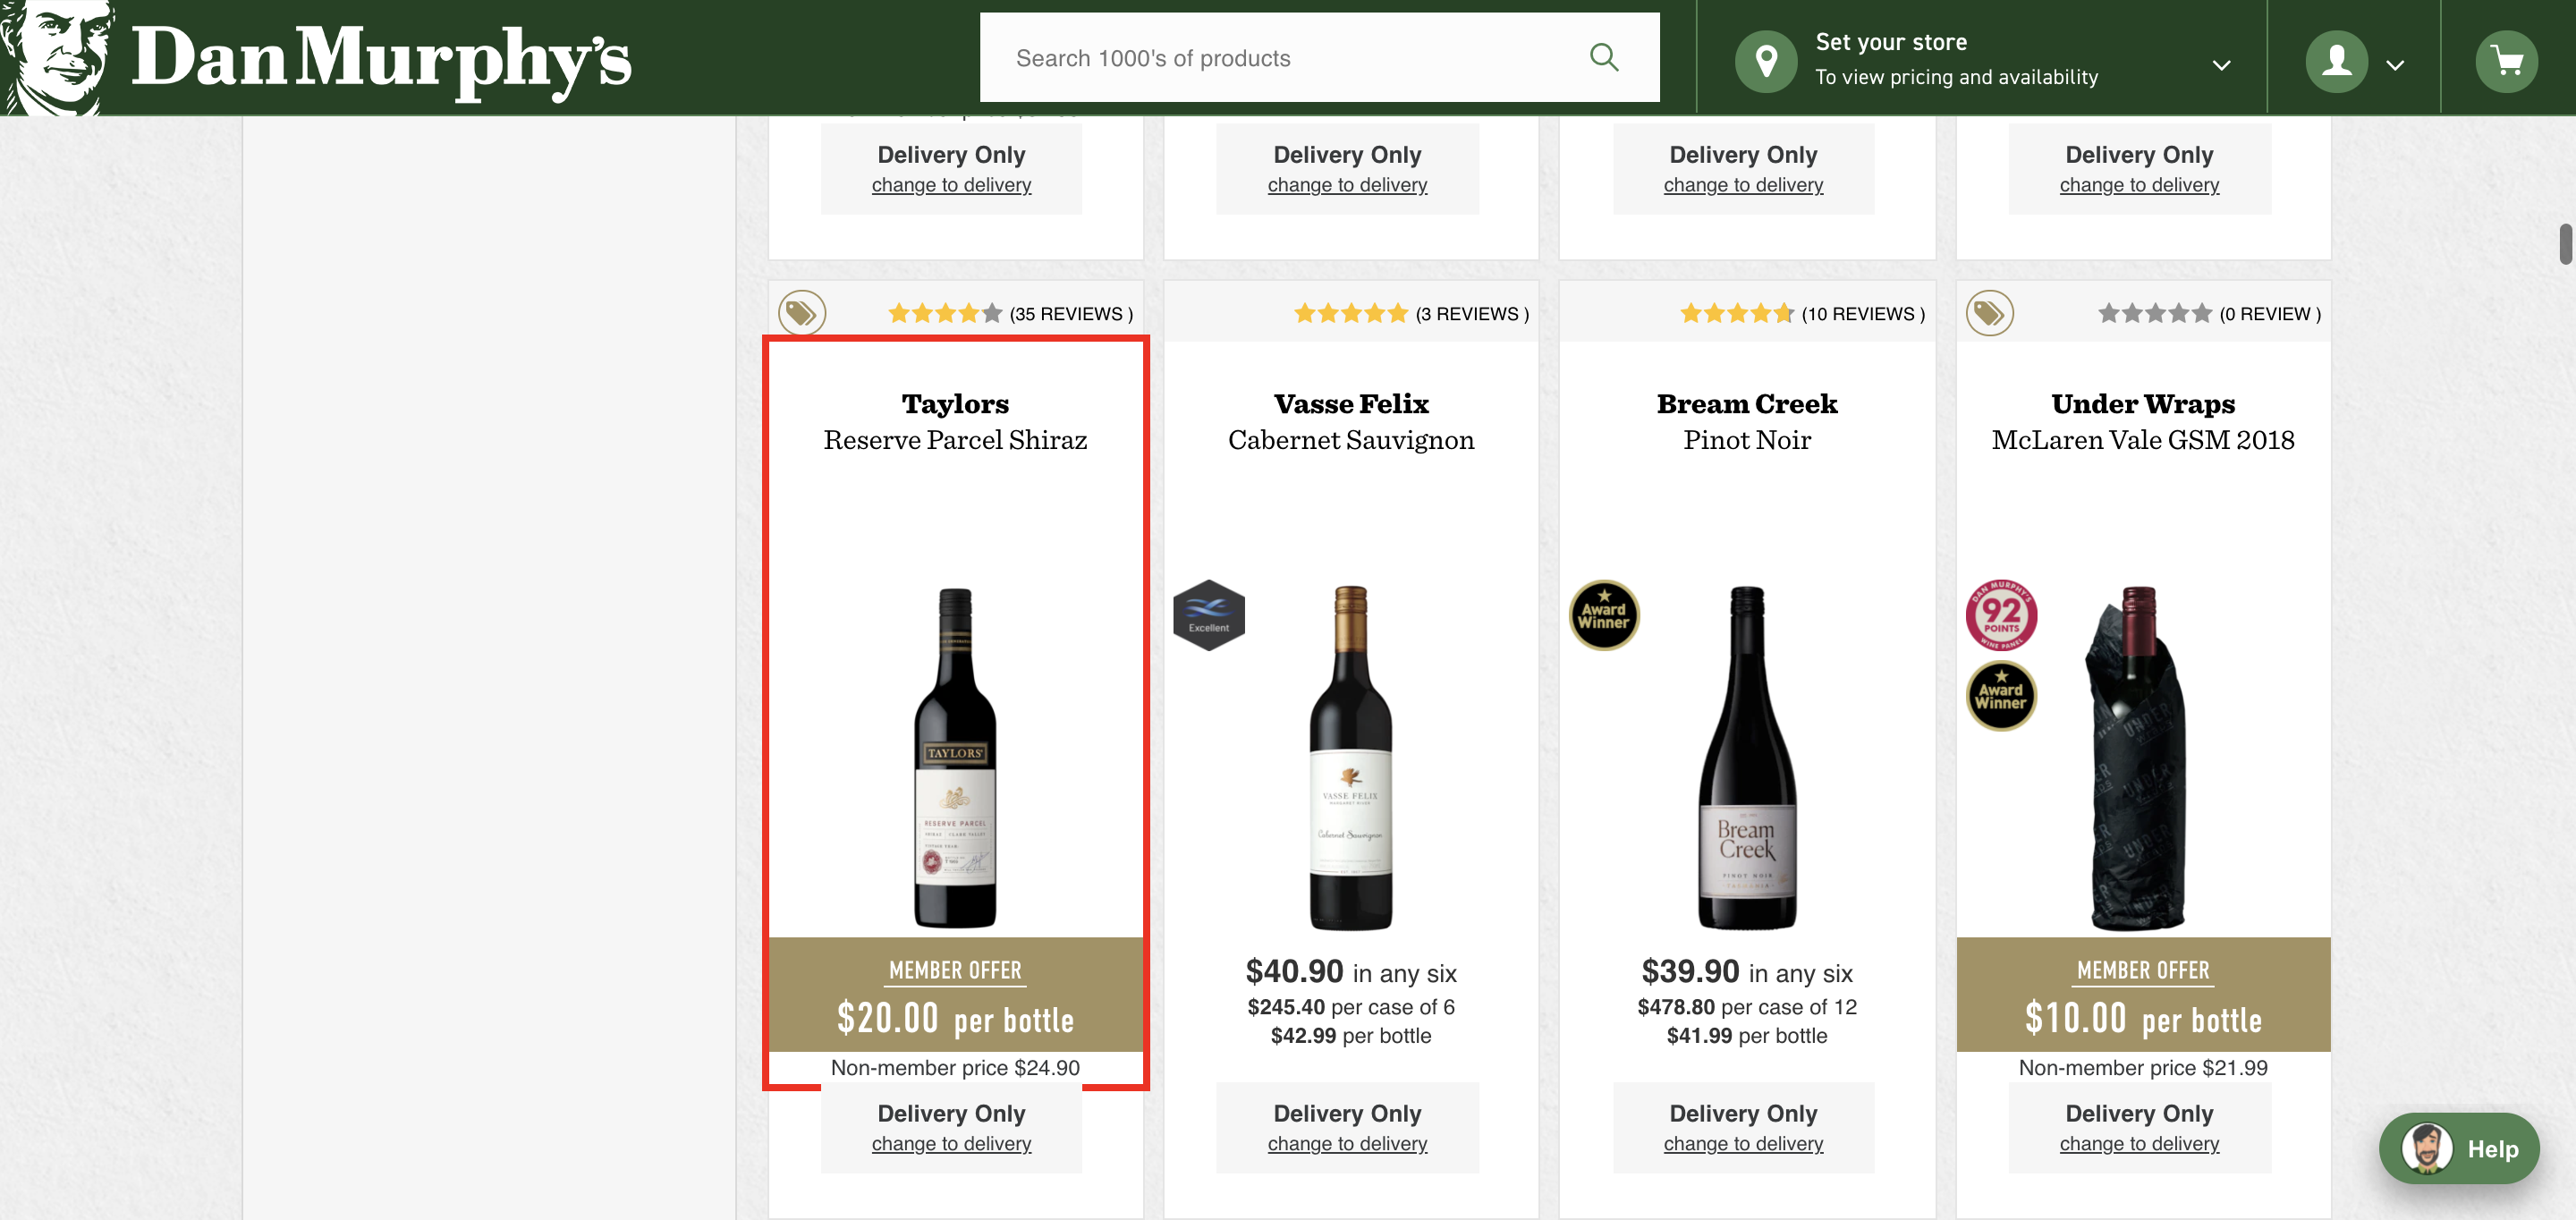 Dan Murphy's
Search 1000's of products
Set your store
To view pricing and availability
Delivery Only
change to delivery
Delivery Only
change to delivery
Delivery Only
change to delivery
Delivery Only
change to delivery
(35 REVIEWS )
(3 REVIEWS )
(10 REVIEWS )
(0 REVIEW )
Taylors
Reserve Parcel Shiraz
Vasse Felix
Cabernet Sauvignon
Bream Creek
Pinot Noir
Under Wraps
McLaren Vale GSM 2018
Excellent
Award
Winner
DAN MURPHY'S
92
POINTS
WINE PANEL
Award
Winner
TAYLORS
RESERVE PARCEL
VASSE FELIX
Cabernet Sauvignon
Bream
Creek
PINOT NOIR
UNDER
MEMBER OFFER
$20.00 per bottle
Non-member price $24.90
$40.90 in any six
$245.40 per case of 6
$42.99 per bottle
$39.90 in any six
$478.80 per case of 12
$41.99 per bottle
MEMBER OFFER
$10.00 per bottle
Non-member price $21.99
Delivery Only
change to delivery
Delivery Only
change to delivery
Delivery Only
change to delivery
Delivery Only
change to delivery
Help